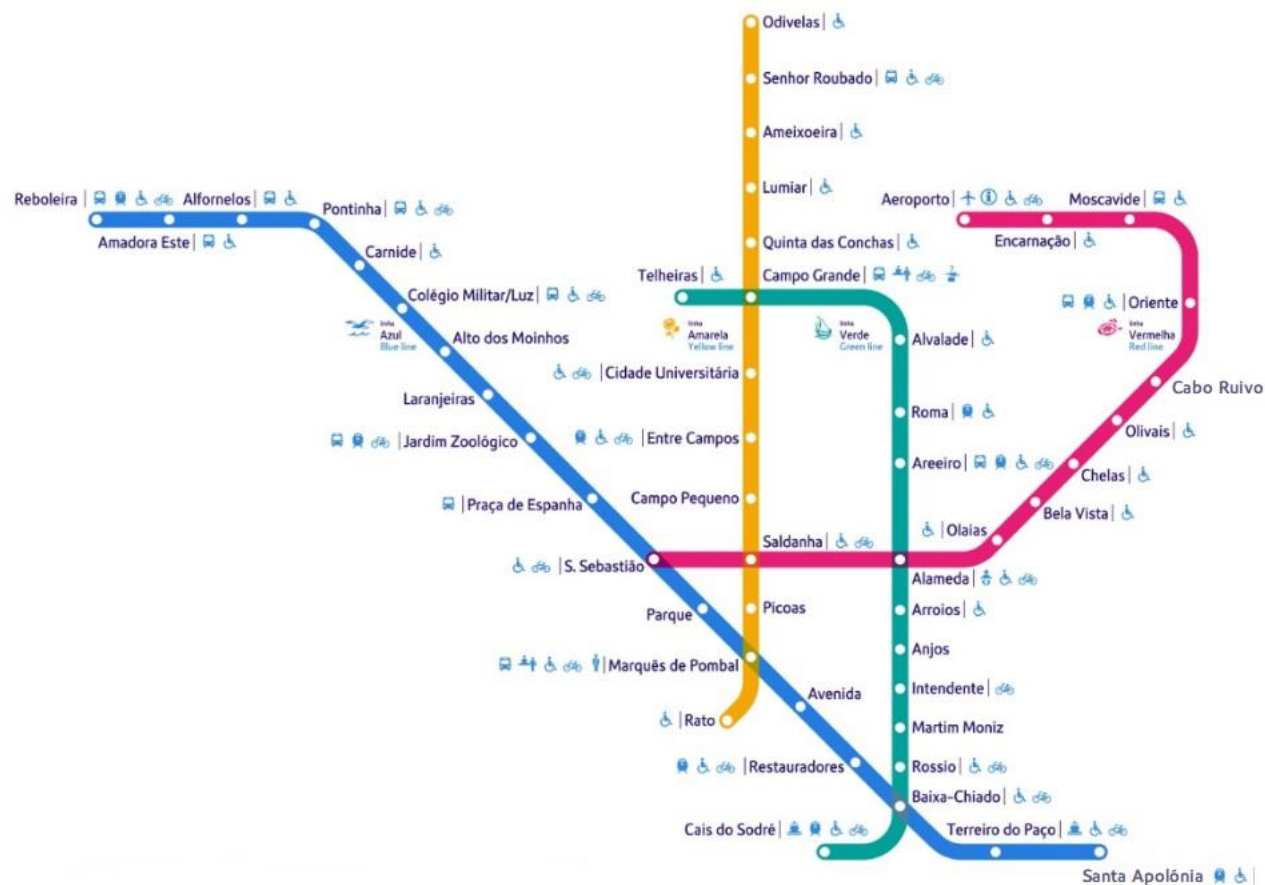 Odivelas
Senhor Roubado
Ameixoeira
Lumiar
Reboleira
Alfornelos
Pontinha
Aeroporto
Moscavide
Amadora Este
Carnide
Quinta das Conchas
Encarnação
Telheiras
Campo Grande
Colégio Militar/Luz
Oriente
linha
Azul
Blue line
linha
Amarela
Yellow line
linha
Verde
Green line
linha
Vermelha
Red line
Alto dos Moinhos
Alvalade
Cidade Universitária
Cabo Ruivo
Laranjeiras
Roma
Olivais
Jardim Zoológico
Entre Campos
Areeiro
Chelas
Praça de Espanha
Campo Pequeno
Bela Vista
Saldanha
Olaias
S. Sebastião
Alameda
Parque
Picoas
Arroios
Anjos
Marquês de Pombal
Avenida
Intendente
Rato
Martim Moniz
Restauradores
Rossio
Baixa-Chiado
Cais do Sodré
Terreiro do Paço
Santa Apolónia